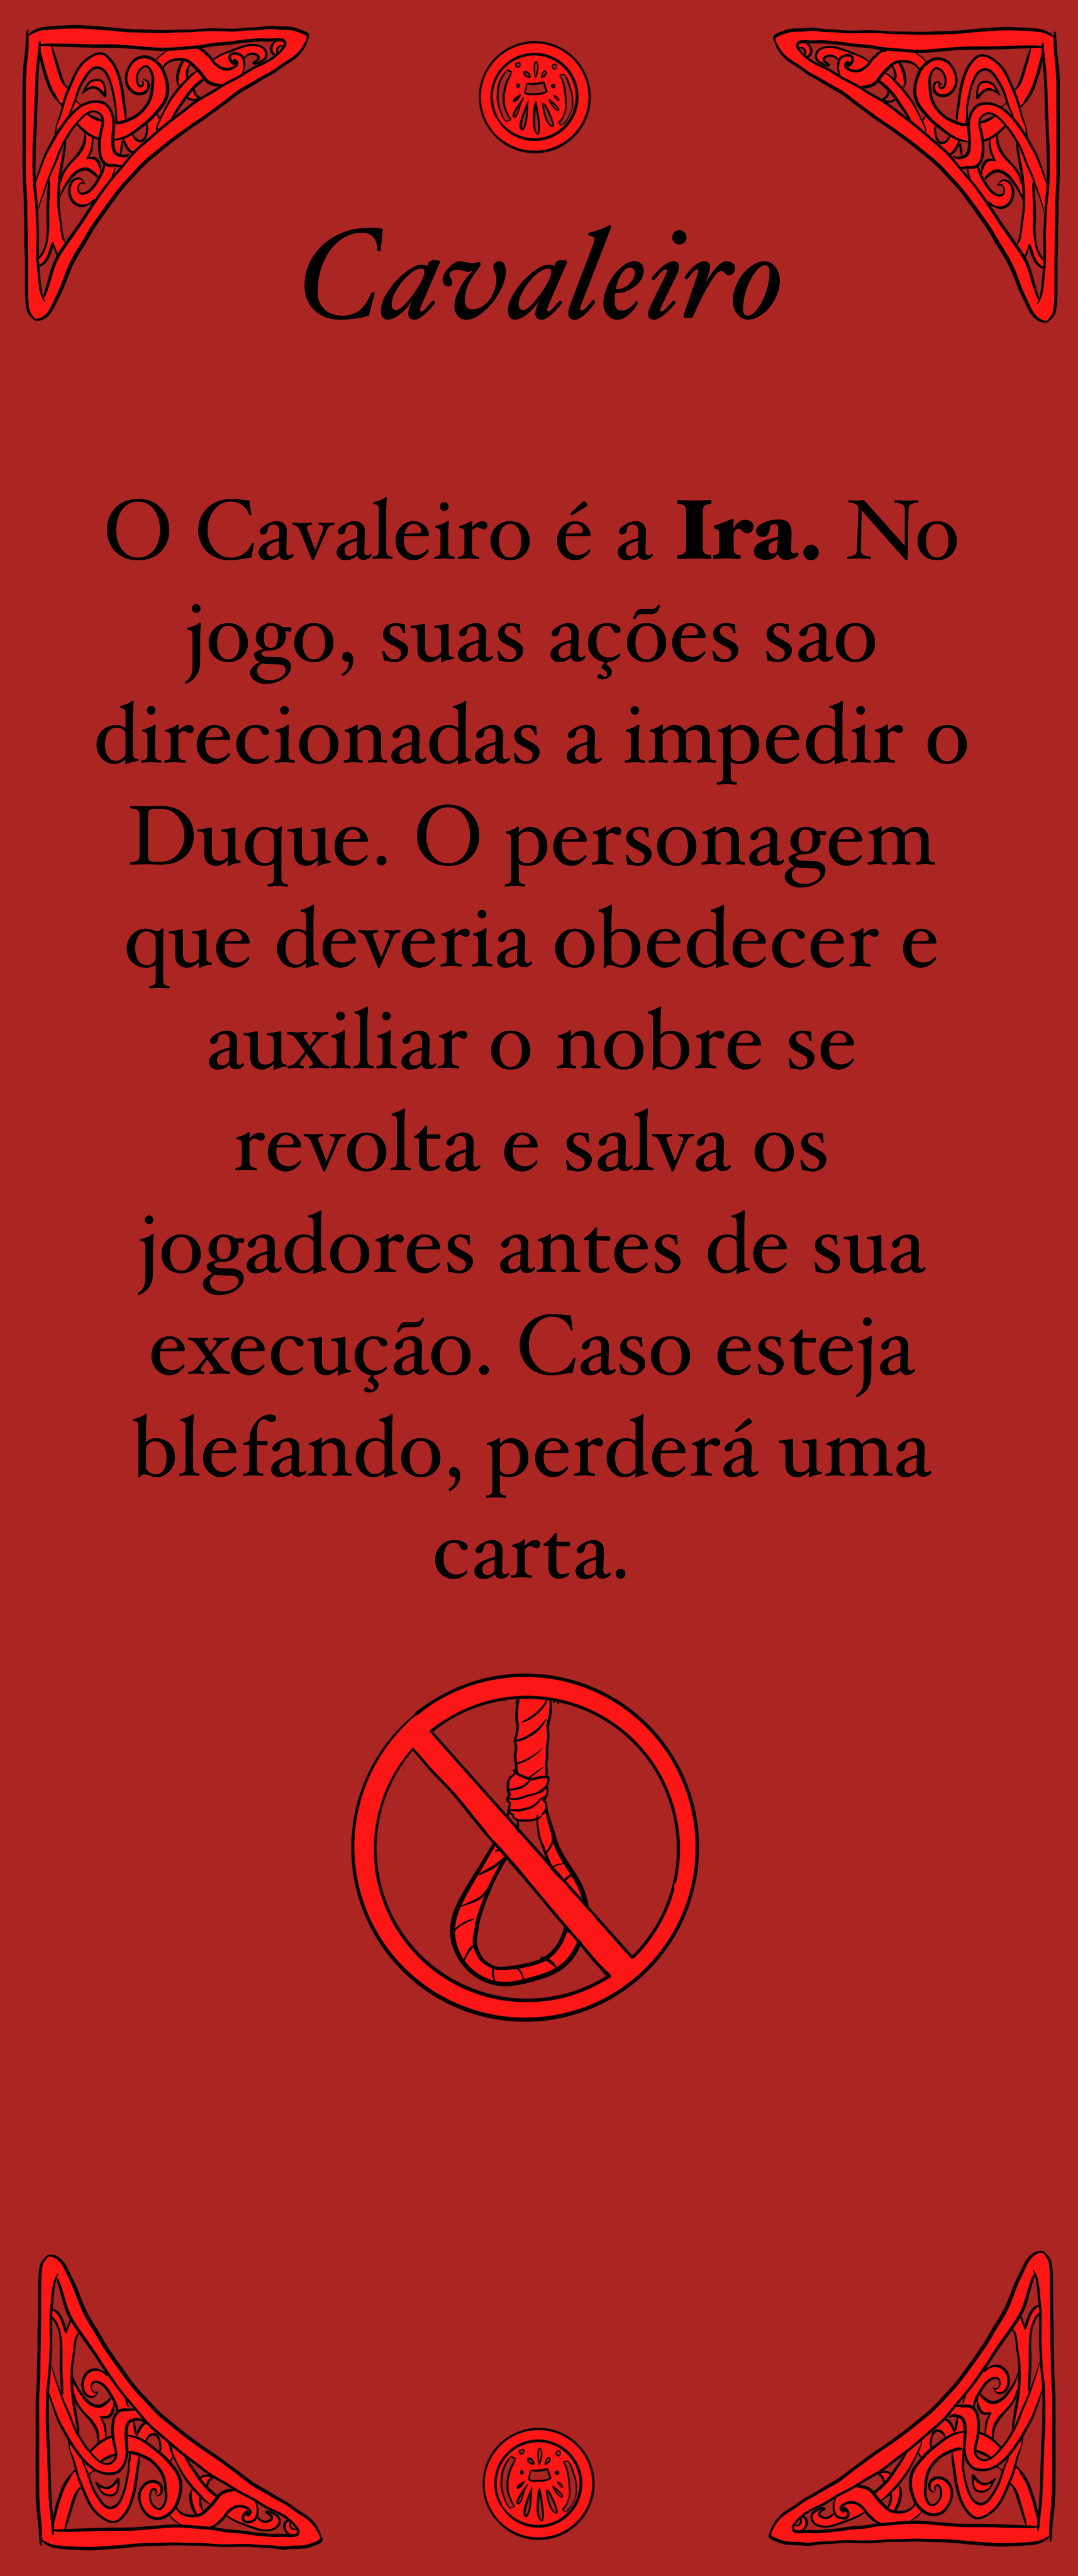 Cavaleiro
O Cavaleiro é a Ira. No
jogo, suas ações sao
direcionadas a impedir o
Duque. O personagem
que deveria obedecer e
auxiliar o nobre se
revolta e salva os
jogadores antes de sua
execução. Caso esteja
blefando, perderá uma
carta.